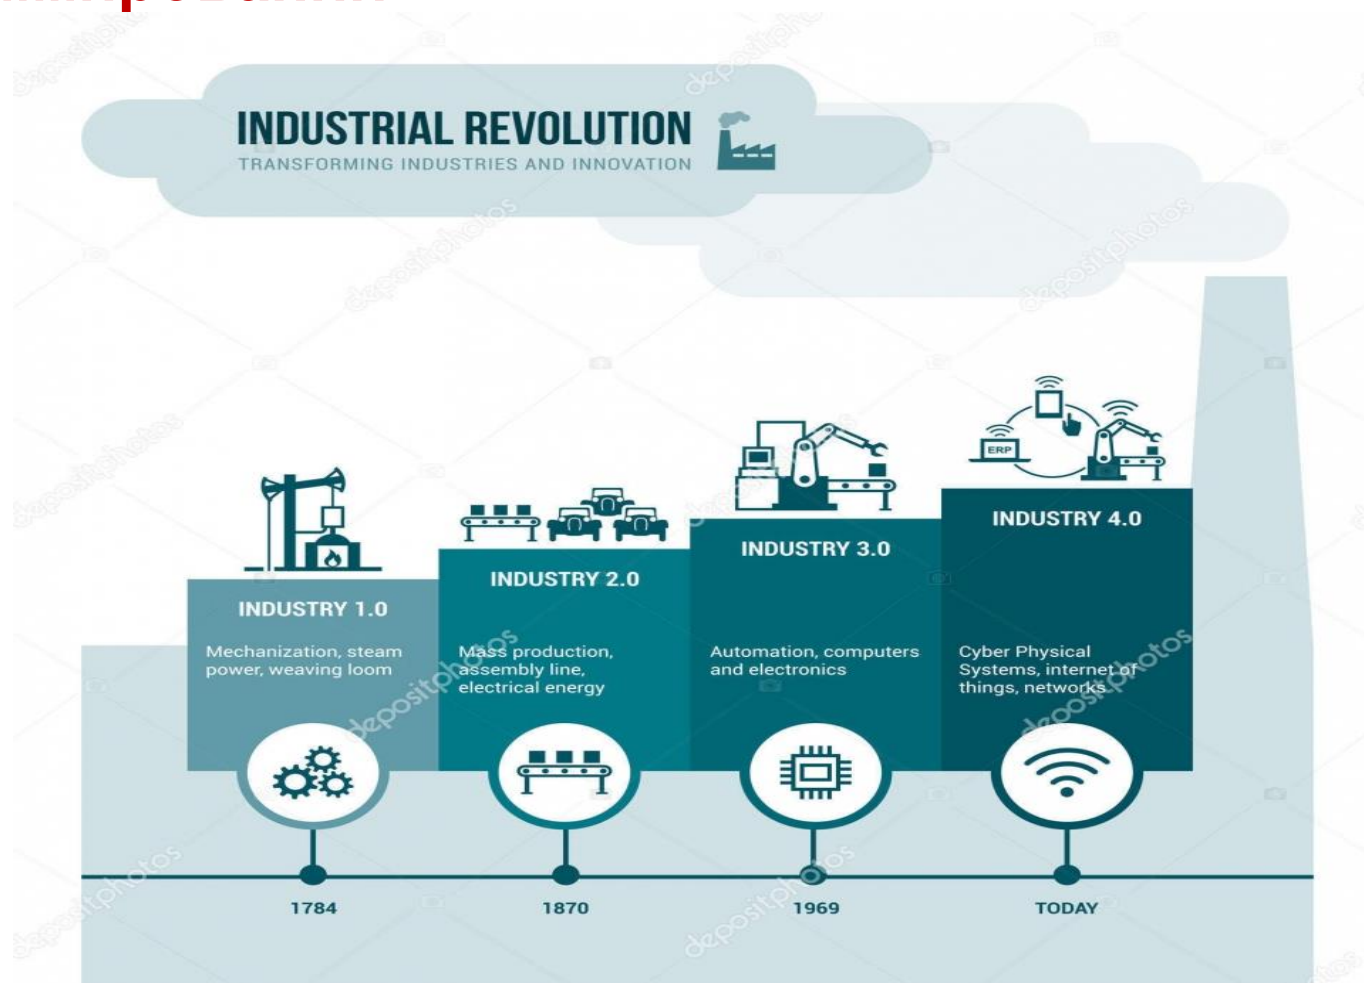 INDUSTRIAL REVOLUTION
TRANSFORMING INDUSTRIES AND INNOVATION
ERP
INDUSTRY 1.0
Mechanization, steam
power, weaving loom
INDUSTRY 2.0
Mass production,
assembly line,
electrical energy
INDUSTRY 3.0
Automation, computers
and electronics
INDUSTRY 4.0
Cyber Physical
Systems, internet of
things, networks
1784
1870
1969
TODAY
depositphotos